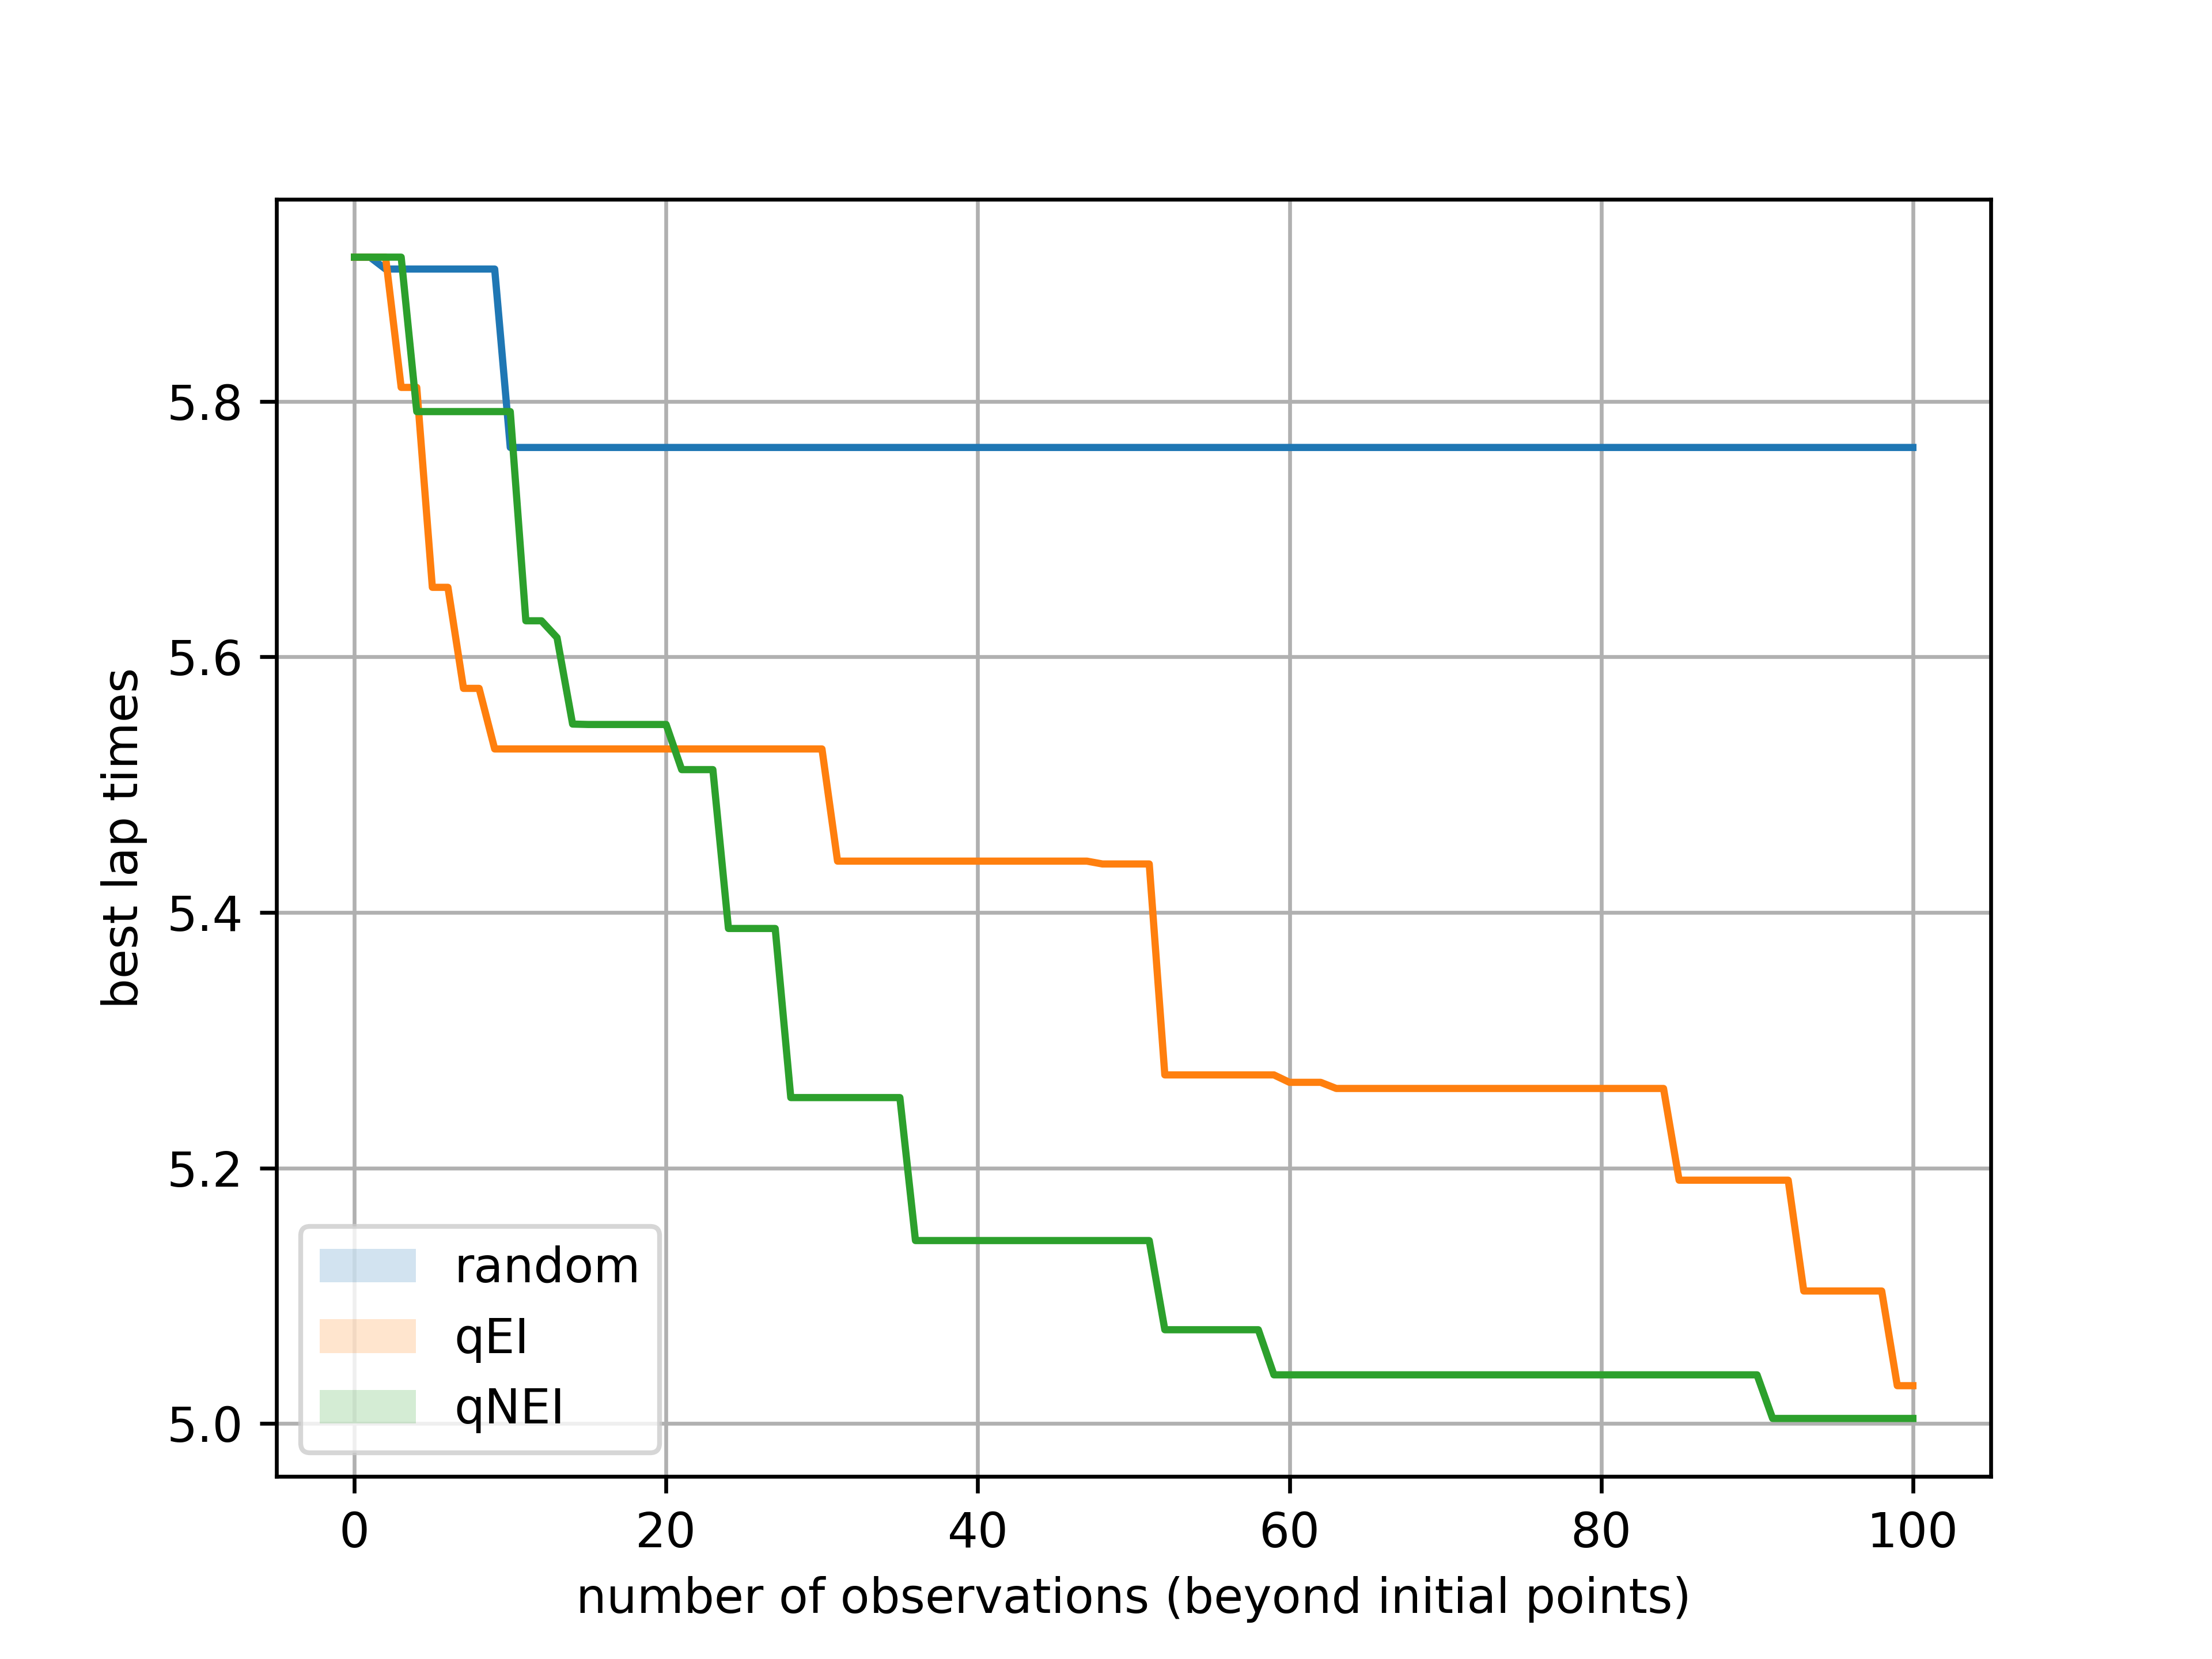 5.8
5.6
5.4
5.2
5.0
best lap times
random
qEI
qNEI
0 20 40 60 80 100
number of observations (beyond initial points)